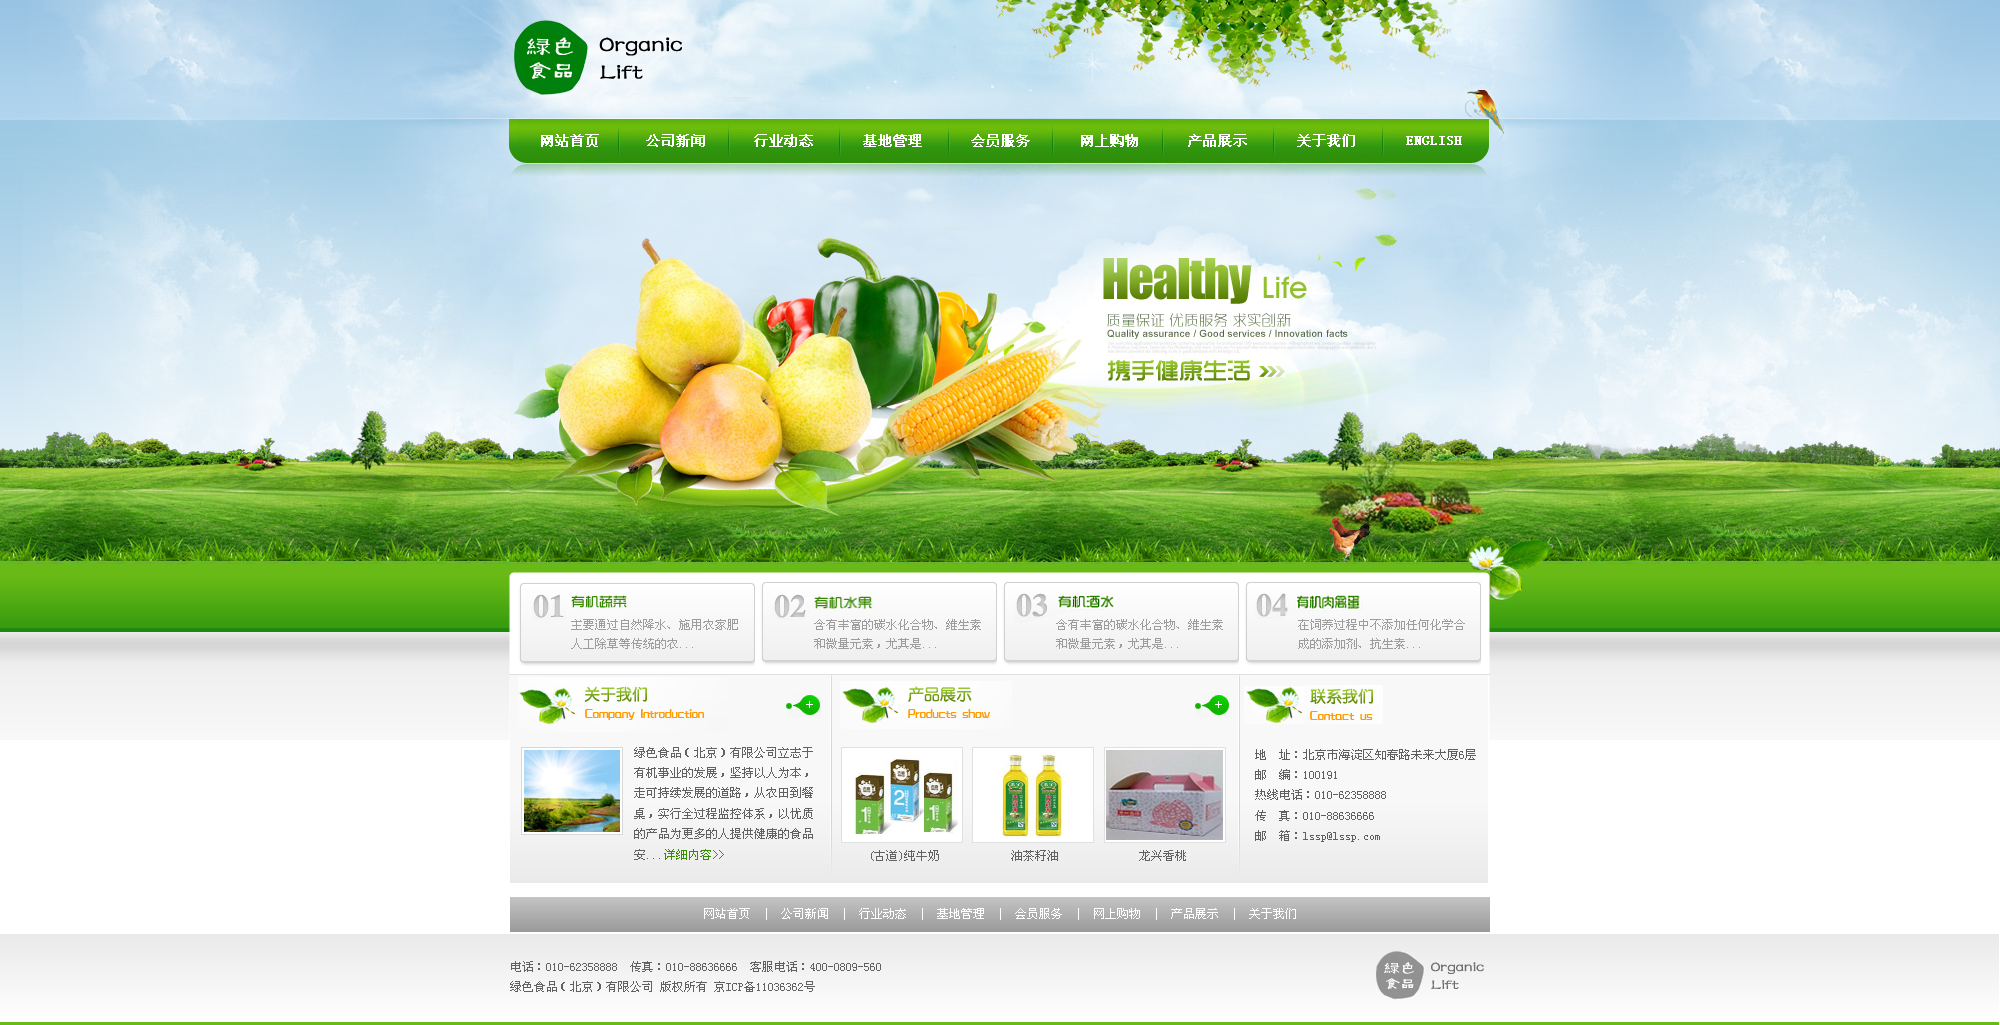 緑色
食品
Organic
Lift
网站首页
公司新闻
行业动态
基地管理
会员服务
网上购物
产品展示
关于我们
ENGLISH
Healthy Life
质量保证 优质服务 求实创新
Quality assurance / Good services / Innovation facts
携手健康生活
01 有机蔬菜
主要通过自然降水、施用农家肥
人工除草等传统的农...
02 有机水果
含有丰富的碳水化合物、维生素
和微量元素，尤其是...
03 有机酒水
含有丰富的碳水化合物、维生素
和微量元素，尤其是...
04 有机肉禽蛋
在饲养过程中不添加任何化学合
成的添加剂、抗生素...
关于我们
Company Introduction
绿色食品（北京）有限公司立志于
有机事业的发展，坚持以人为本，
走可持续发展的道路，从农田到餐
桌，实行全过程监控体系，以优质
的产品为更多的人提供健康的食品
安...详细内容>>
产品展示
Products show
(古道)纯牛奶
油茶籽油
龙兴香桃
联系我们
Contact us
地　址：北京市海淀区知春路未来大厦6层
邮　编：100191
热线电话：010-62358888
传　真：010-88636666
邮　箱：lssp@lssp.com
网站首页 | 公司新闻 | 行业动态 | 基地管理 | 会员服务 | 网上购物 | 产品展示 | 关于我们
电话：010-62358888 传真：010-88636666 客服电话：400-0809-560
绿色食品（北京）有限公司 版权所有 京ICP备11036362号
緑色
食品
Organic
Lift